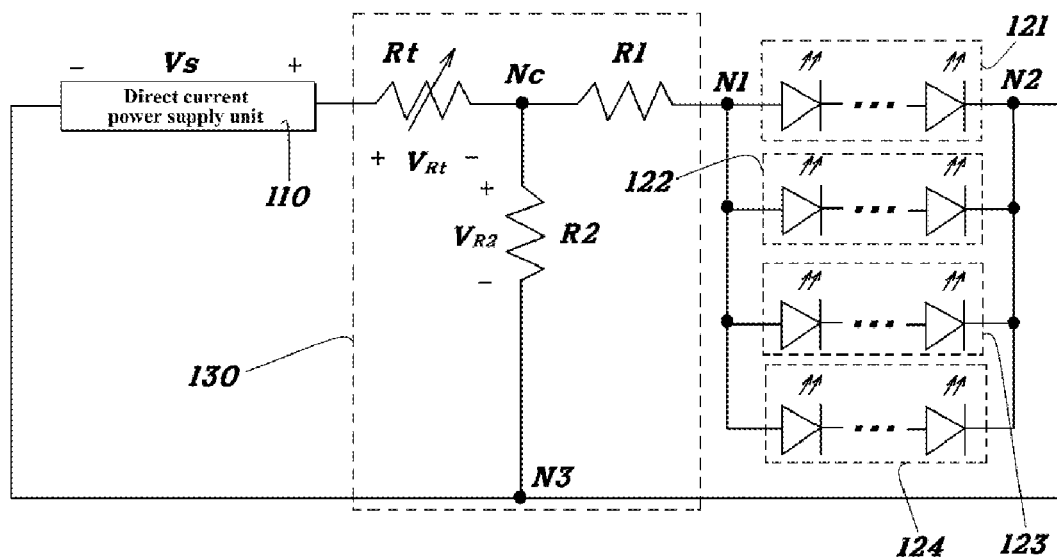 121
Rt
R1
Vs
Nc
N1
N2
− +
Direct current
power supply unit
+ VRt −
122
110
+
VR2
R2
−
130
N3
123
124